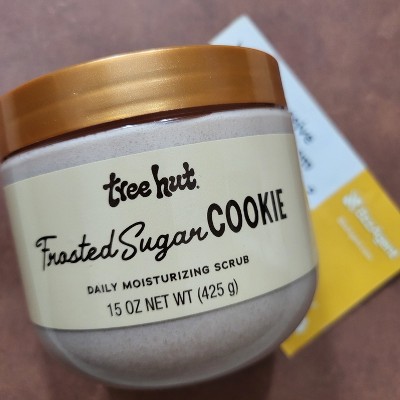 tree hut.
Frosted Sugar COOKIE
DAILY MOISTURIZING SCRUB
15 OZ NET WT (425 g)